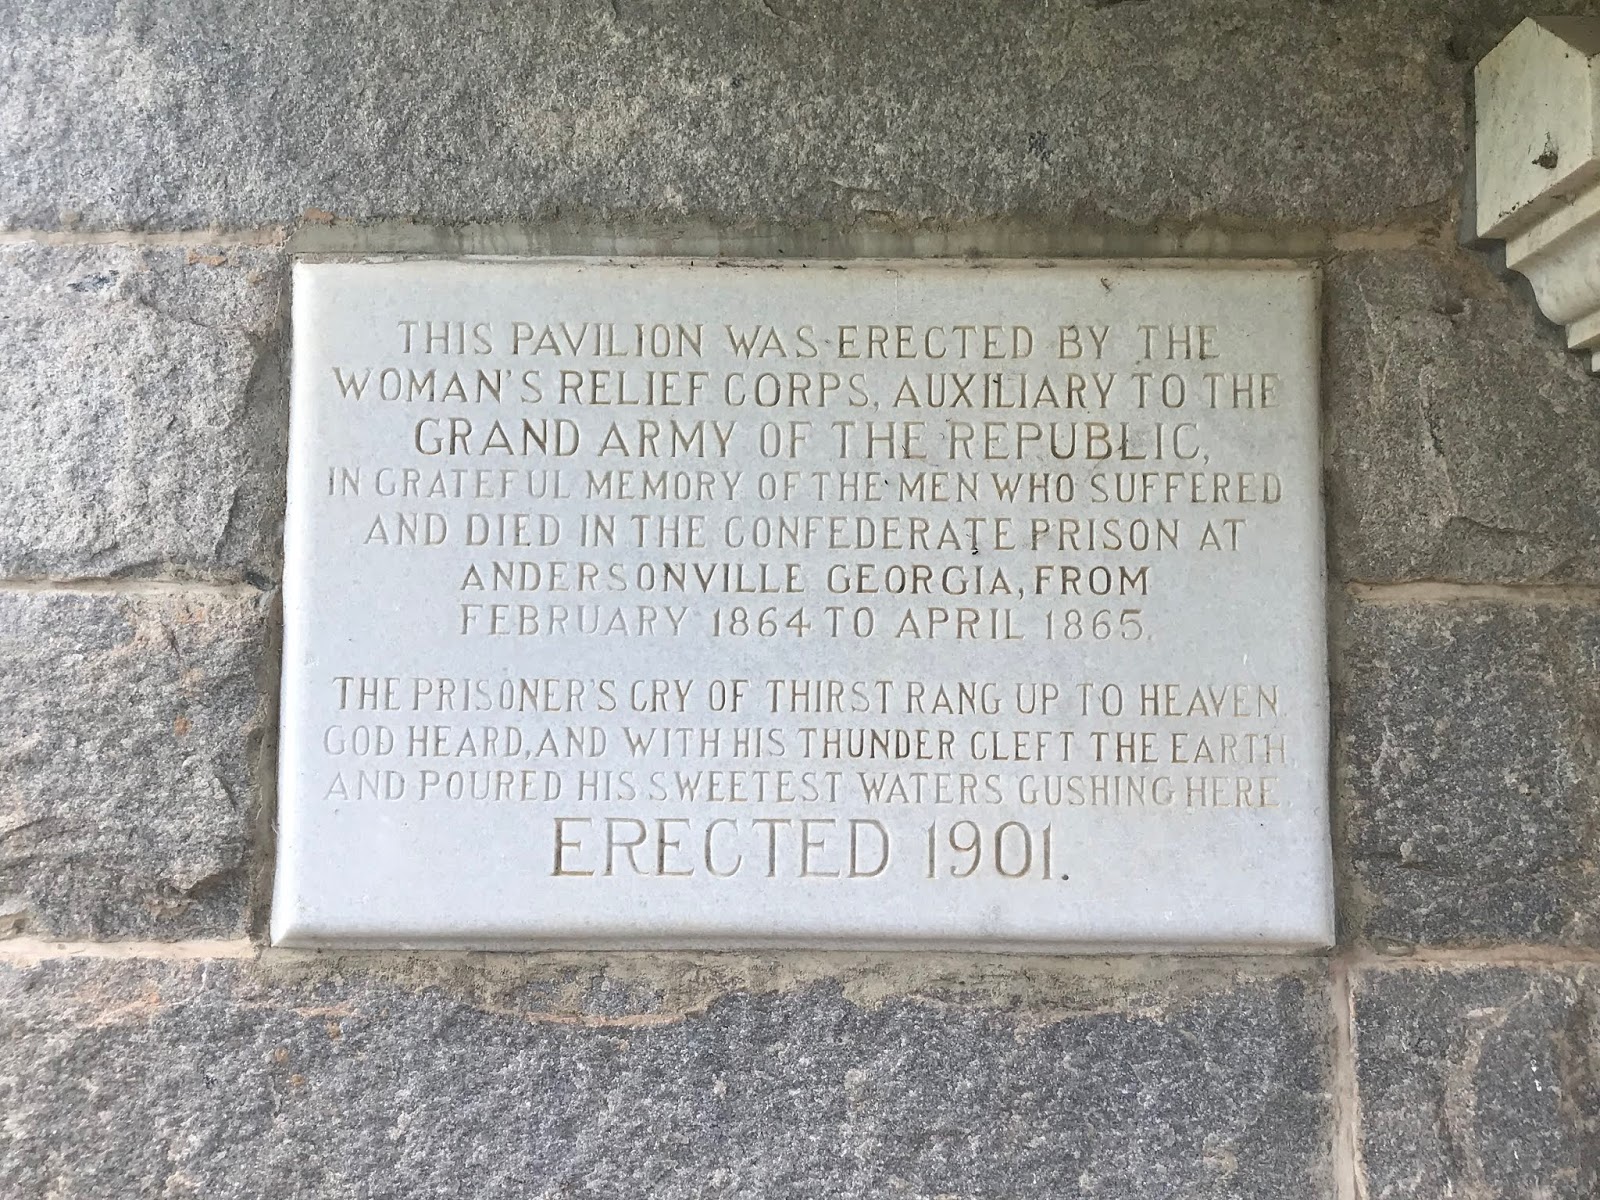 THIS PAVILION WAS ERECTED BY THE
WOMAN'S RELIEF CORPS, AUXILIARY TO THE
GRAND ARMY OF THE REPUBLIC,
IN GRATEFUL MEMORY OF THE MEN WHO SUFFERED
AND DIED IN THE CONFEDERATE PRISON AT
ANDERSONVILLE GEORGIA, FROM
FEBRUARY 1864 TO APRIL 1865.
THE PRISONER'S CRY OF THIRST RANG UP TO HEAVEN
GOD HEARD, AND WITH HIS THUNDER CLEFT THE EARTH,
AND POURED HIS SWEETEST WATERS GUSHING HERE.
ERECTED 1901.